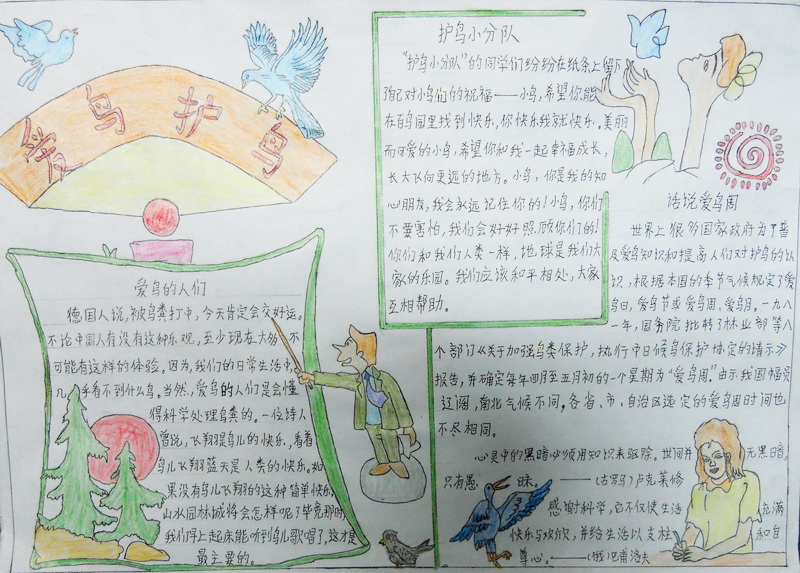 爱鸟护鸟
爱鸟的人们
德国人说，被鸟粪打中，今天肯定会交好运。
不论中国人有没有这种乐观，至少现在大多不
可能有这样的体验。因为，我们的日常生活中，
几乎看不到什么鸟。当然，爱鸟的人们是会懂
得科学处理鸟粪的。一位诗人
曾说，飞翔是鸟儿的快乐，看着
鸟儿飞翔蓝天是人类的快乐。如
果没有鸟儿飞翔的这种简单快乐，
山水园林城将会怎样呢？毕竟那时，
我们早上起床能听到鸟儿歌唱了，这才是
最主要的。
护鸟小分队
“护鸟小分队”的同学们纷纷在纸条上留下
自己对小鸟们的祝福——小鸟，希望你能
在百鸟园里找到快乐，你快乐我就快乐。美丽
而可爱的小鸟，希望你和我一起幸福成长，
长大飞向更远的地方。小鸟，你是我的知
心朋友，我会永远记住你的！小鸟，你们
不要害怕，我们会好好照顾你们的！
你们和我们人类一样，地球是我们大
家的乐园。我们应该和平相处，大家
互相帮助。
话说爱鸟周
世界上很多国家政府为了普
及爱鸟知识和提高人们对护鸟的认
识，根据本国的季节气候规定了爱
鸟日、爱鸟节或爱鸟周、爱鸟月。一九八
一年，国务院批转了林业部等八
个部门《关于加强鸟类保护，执行中日候鸟保护协定的请示》
报告，并确定每年四月至五月初的一个星期为“爱鸟周”。由于我国幅员
辽阔，南北气候不同，各省、市、自治区选定的爱鸟周时间也
不尽相同。
心灵中的黑暗必须用知识来驱除。世间并无黑暗，
只有愚昧。——（古罗马）卢克莱修
感谢科学，它不仅使生活充满
快乐与欢欣，并给生活以支柱和自
尊心。——（俄）巴甫洛夫